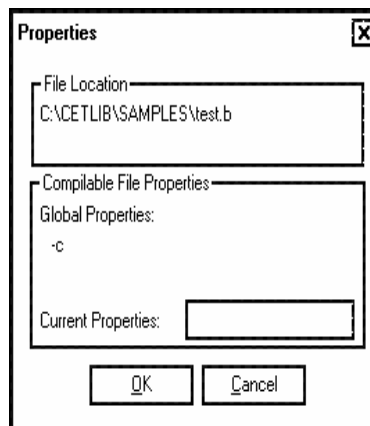 Properties
File Location
C:\CETLIB\SAMPLES\test.b
Compilable File Properties
Global Properties:
-c
Current Properties:
OK Cancel